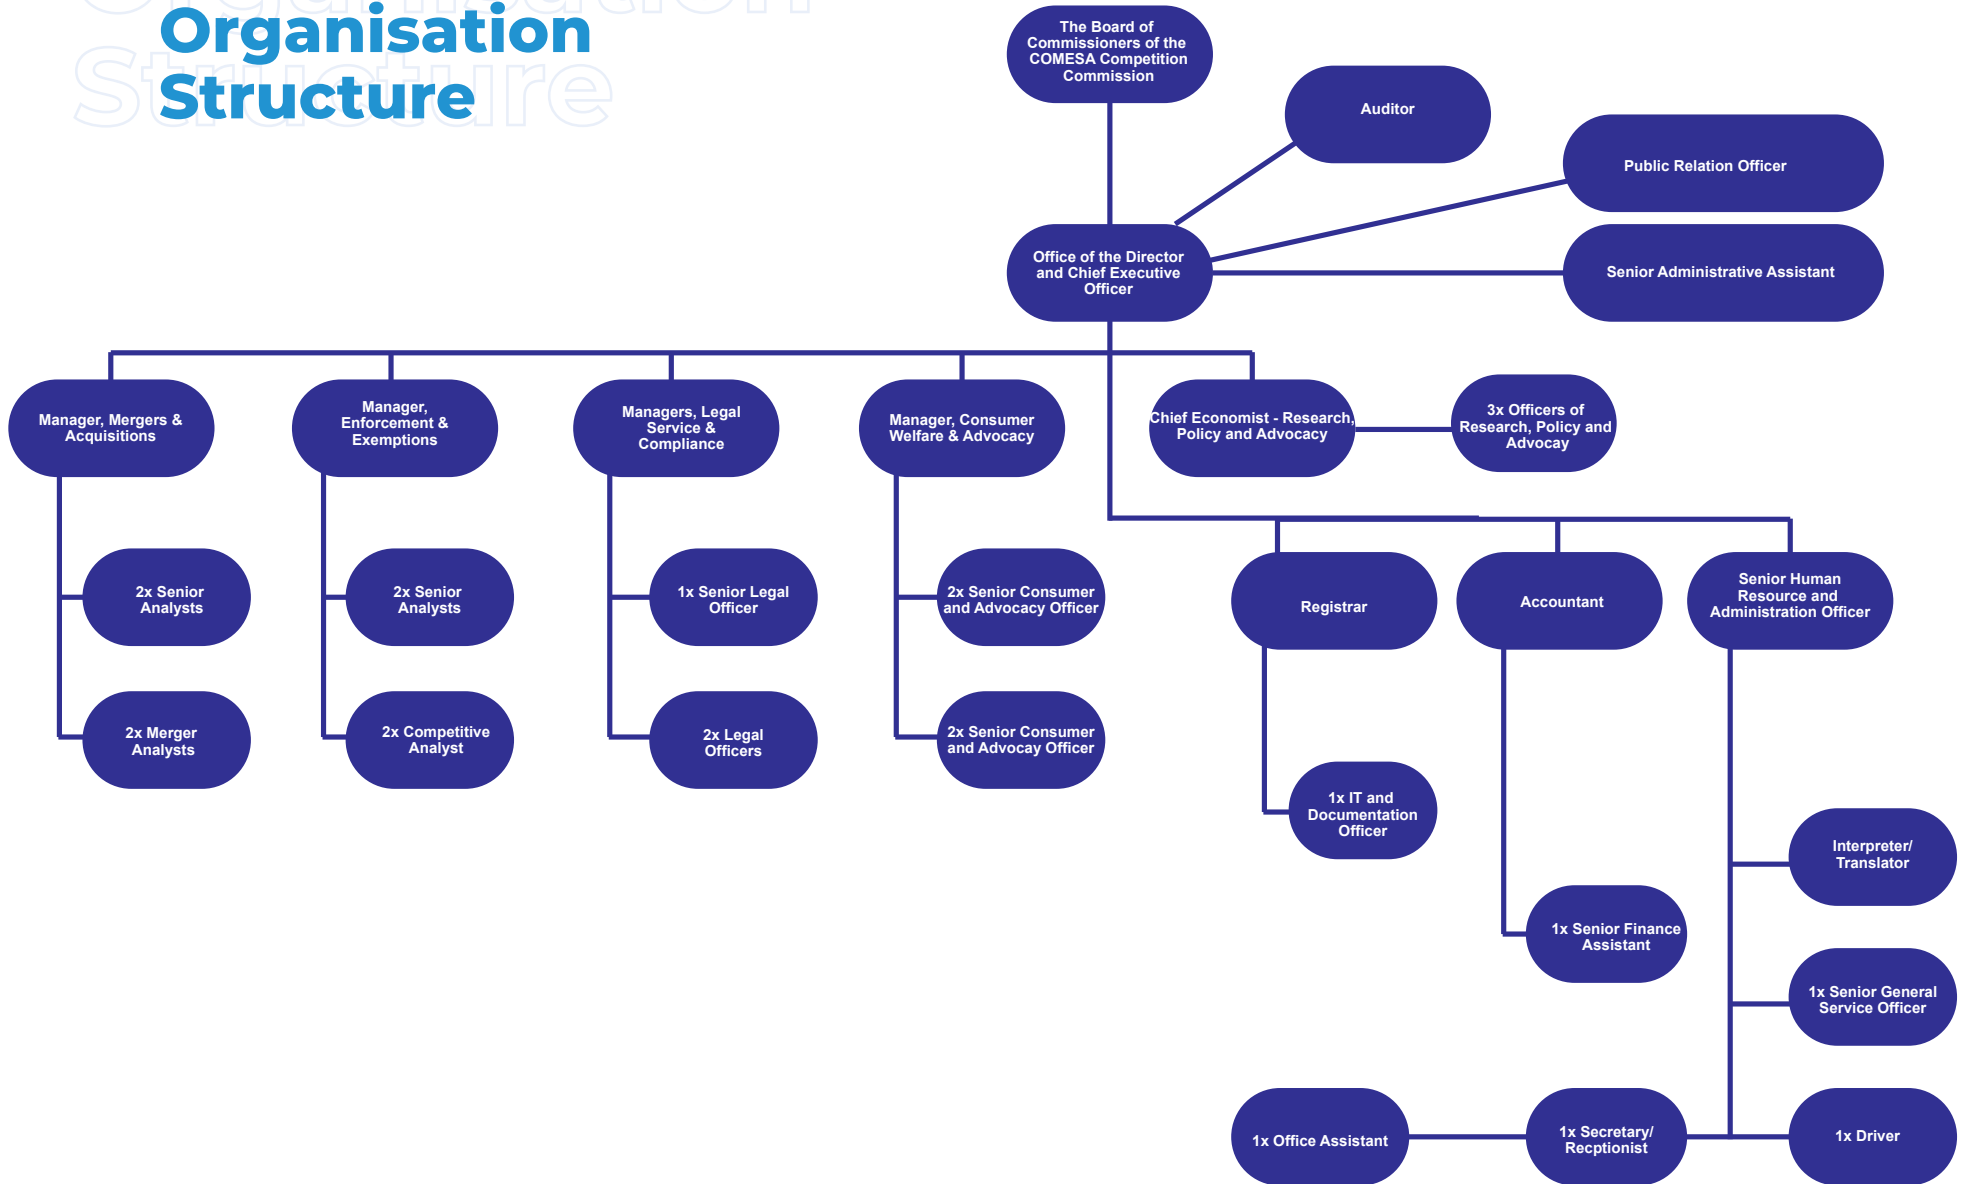 Organisation
Structure
Organisation
Structure
The Board of
Commissioners of the
COMESA Competition
Commission
Auditor
Public Relation Officer
Office of the Director
and Chief Executive
Officer
Senior Administrative Assistant
Manager, Mergers &
Acquisitions
Manager,
Enforcement &
Exemptions
Managers, Legal
Service &
Compliance
Manager, Consumer
Welfare & Advocacy
Chief Economist - Research,
Policy and Advocacy
3x Officers of
Research, Policy and
Advocay
2x Senior
Analysts
2x Senior
Analysts
1x Senior Legal
Officer
2x Senior Consumer
and Advocacy Officer
Registrar
Accountant
Senior Human
Resource and
Administration Officer
2x Merger
Analysts
2x Competitive
Analyst
2x Legal
Officers
2x Senior Consumer
and Advocay Officer
1x IT and
Documentation
Officer
Interpreter/
Translator
1x Senior Finance
Assistant
1x Senior General
Service Officer
1x Office Assistant
1x Secretary/
Recptionist
1x Driver